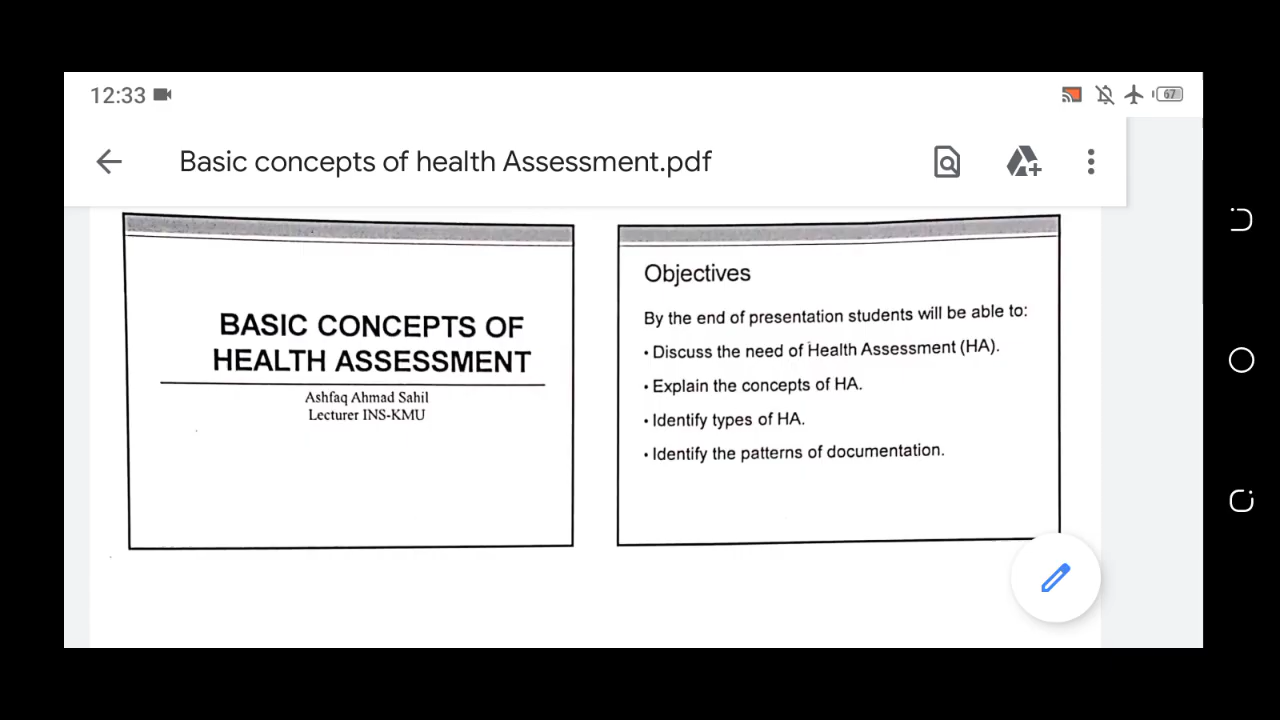 12:33
67
Basic concepts of health Assessment.pdf
BASIC CONCEPTS OF
HEALTH ASSESSMENT
Ashfaq Ahmad Sahil
Lecturer INS-KMU
Objectives
By the end of presentation students will be able to:
• Discuss the need of Health Assessment (HA).
• Explain the concepts of HA.
• Identify types of HA.
• Identify the patterns of documentation.